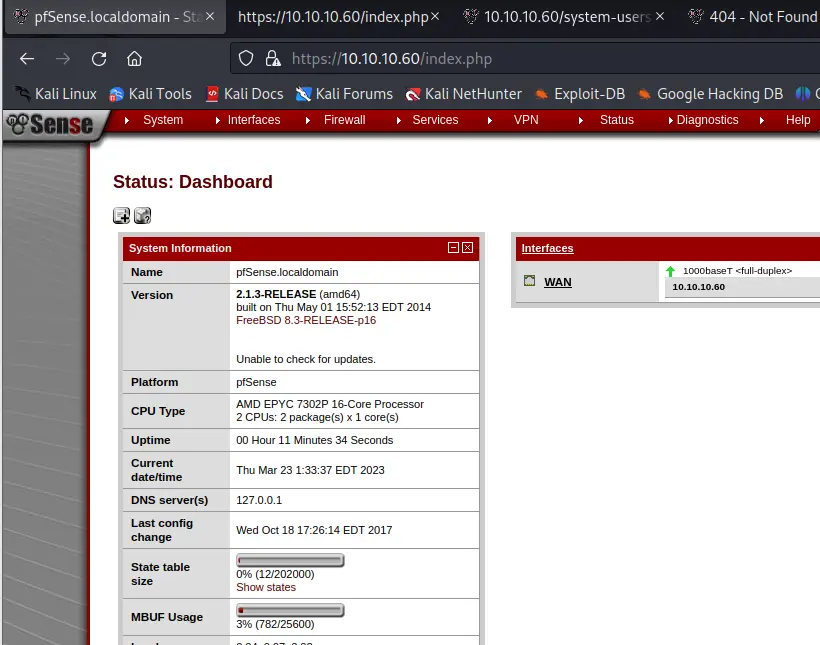 pfSense.localdomain - Sta
https://10.10.10.60/index.php
10.10.10.60/system-users
404 - Not Found
https://10.10.10.60/index.php
Kali Linux Kali Tools Kali Docs Kali Forums Kali NetHunter Exploit-DB Google Hacking DB
Sense System Interfaces Firewall Services VPN Status Diagnostics Help
Status: Dashboard
System Information
Name pfSense.localdomain
Version 2.1.3-RELEASE (amd64)
built on Thu May 01 15:52:13 EDT 2014
FreeBSD 8.3-RELEASE-p16
Unable to check for updates.
Platform pfSense
CPU Type AMD EPYC 7302P 16-Core Processor
2 CPUs: 2 package(s) x 1 core(s)
Uptime 00 Hour 11 Minutes 34 Seconds
Current
date/time Thu Mar 23 1:33:37 EDT 2023
DNS server(s) 127.0.0.1
Last config
change Wed Oct 18 17:26:14 EDT 2017
State table
size
0% (12/202000)
Show states
MBUF Usage
3% (782/25600)
Interfaces
WAN
1000baseT <full-duplex>
10.10.10.60